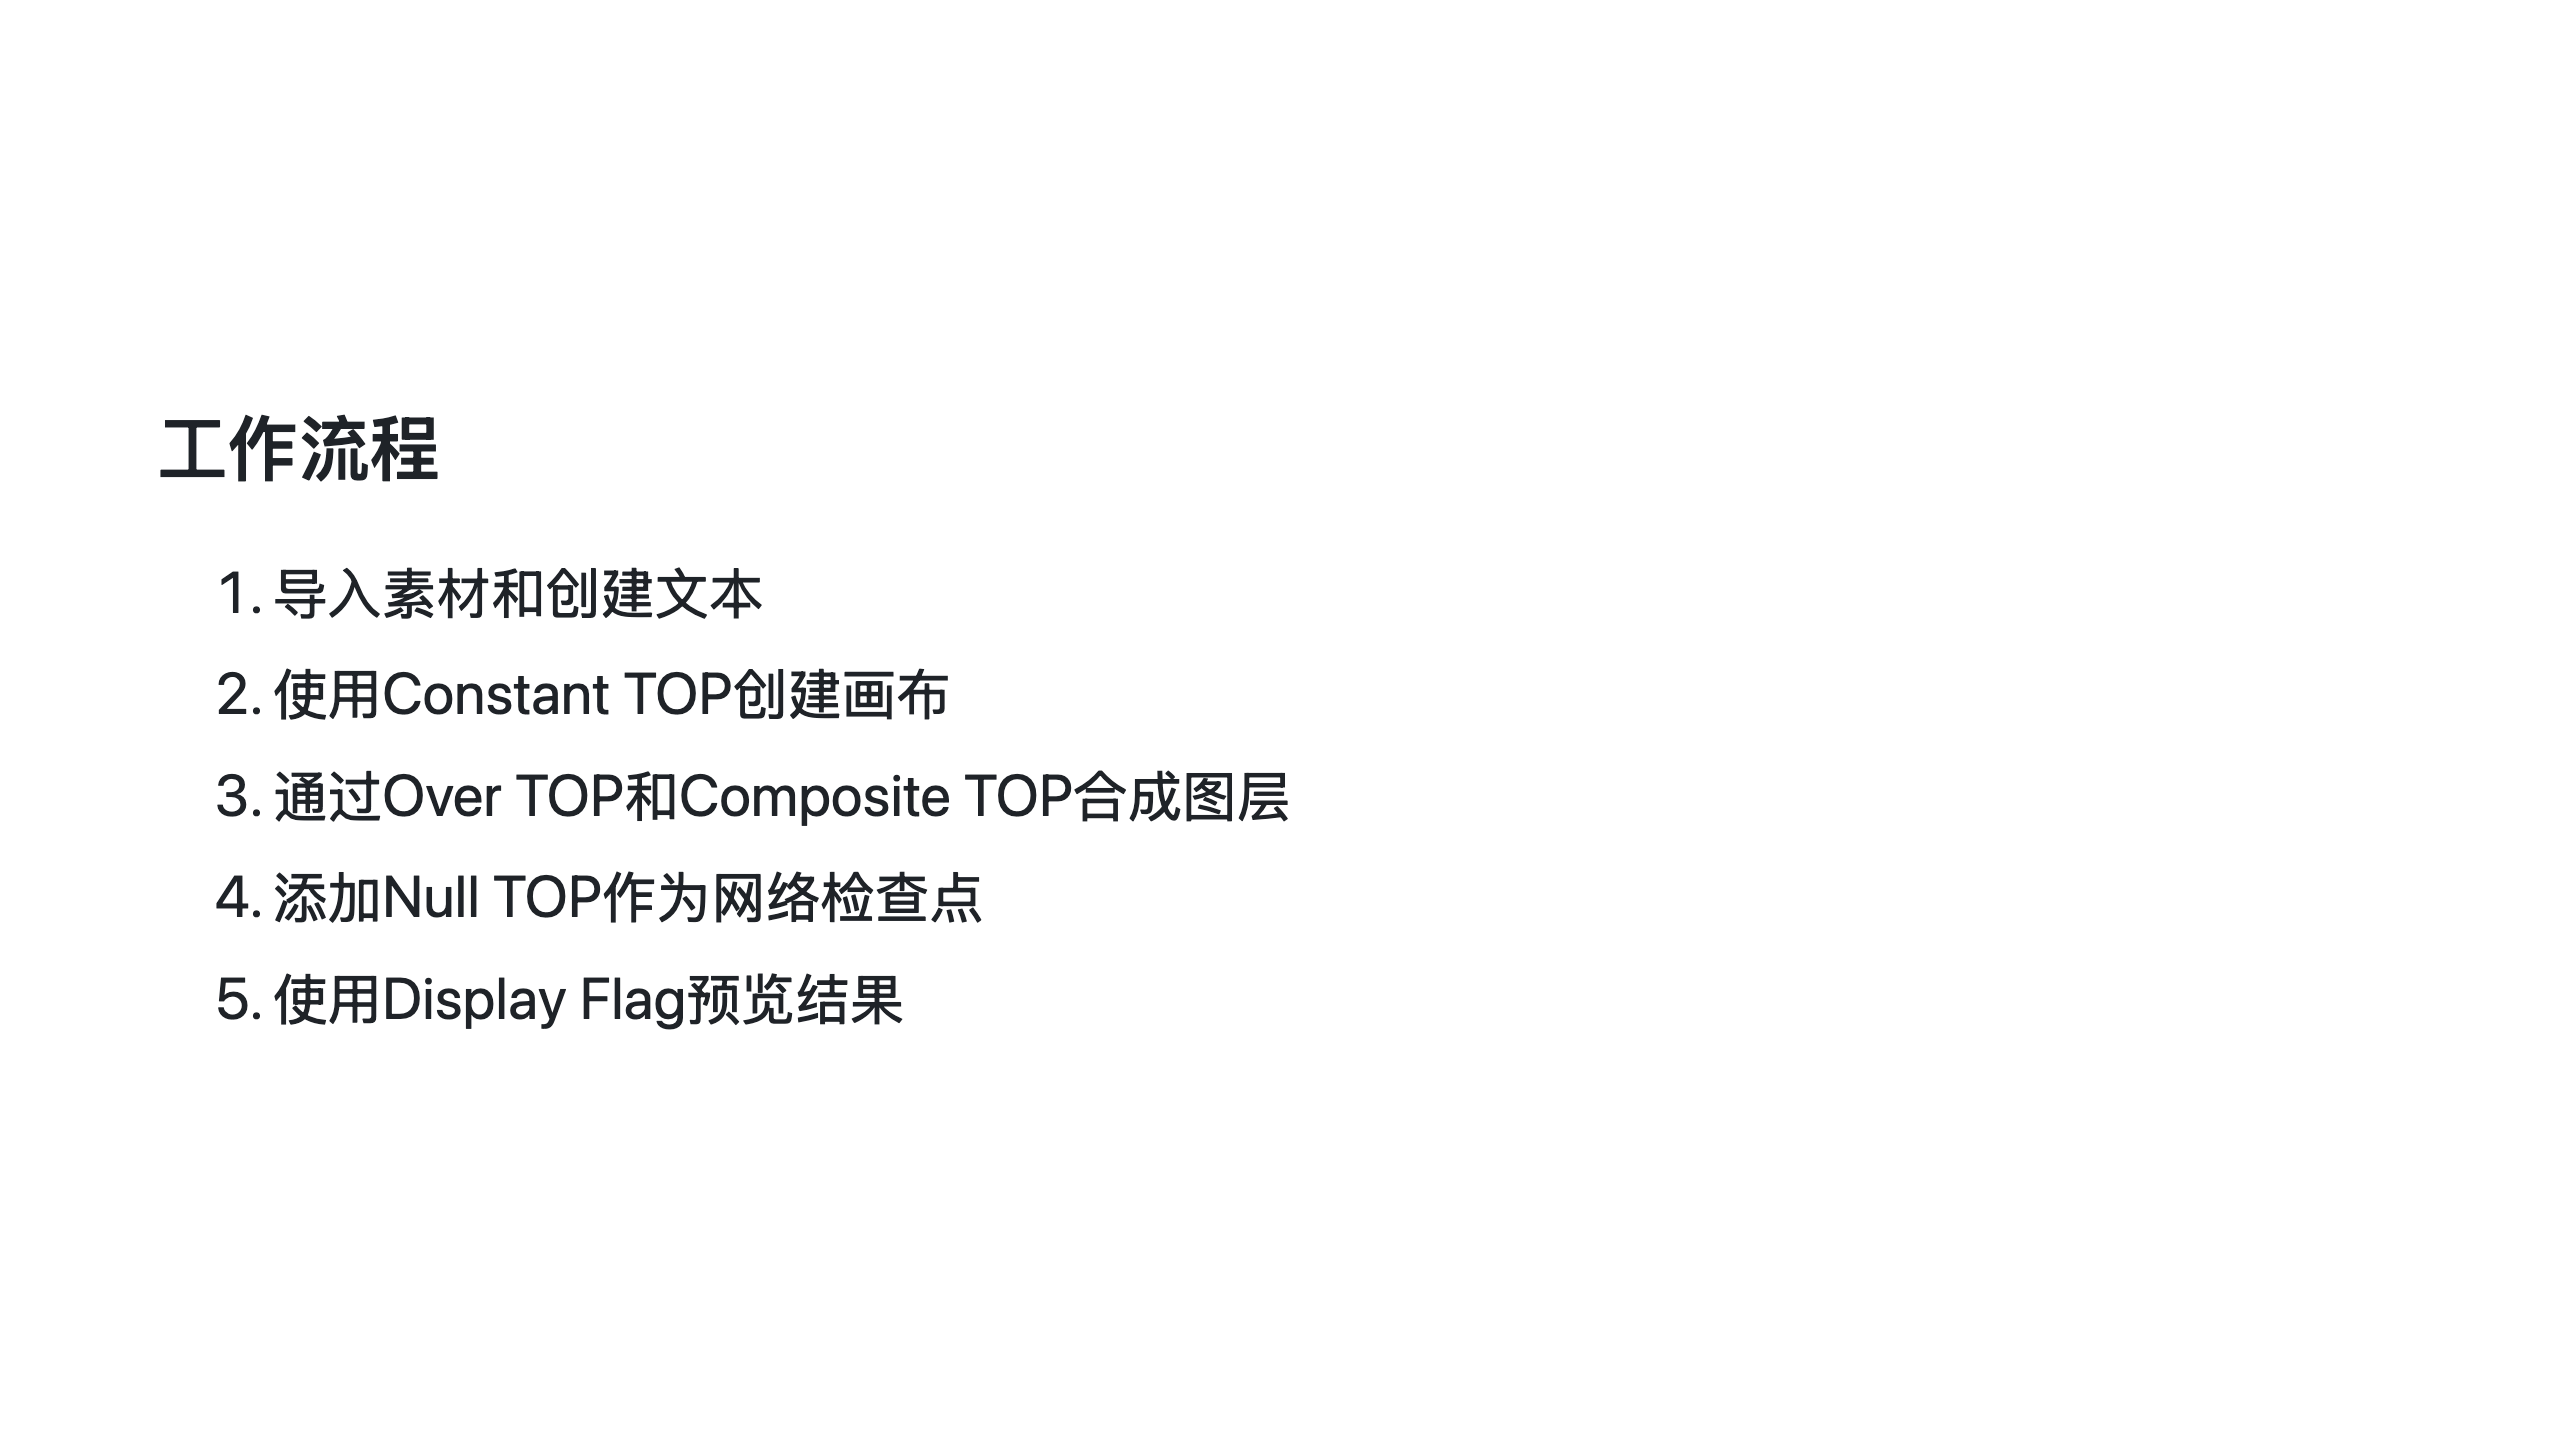 工作流程
1. 导入素材和创建文本
2. 使用Constant TOP创建画布
3. 通过Over TOP和Composite TOP合成图层
4. 添加Null TOP作为网络检查点
5. 使用Display Flag预览结果